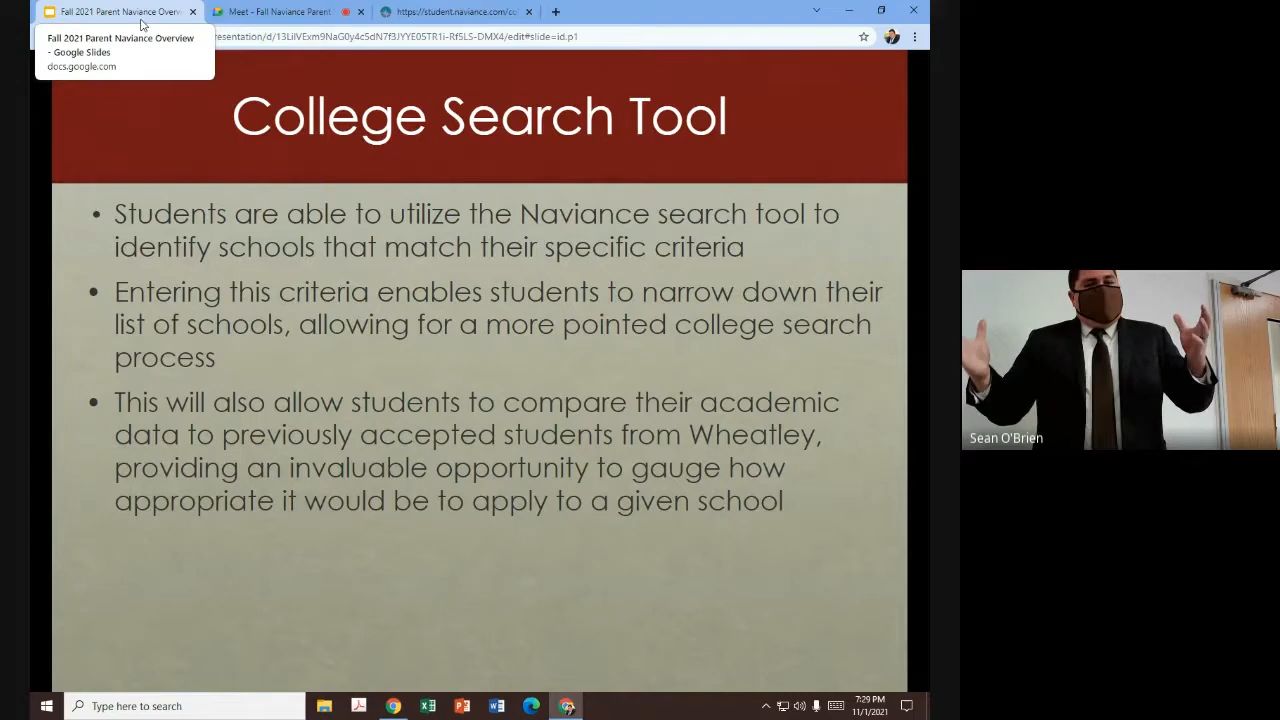 Fall 2021 Parent Naviance Overv
Meet - Fall Naviance Parent
https://student.naviance.com/co
Fall 2021 Parent Naviance Overview
- Google Slides
docs.google.com
resentation/d/13LilVExm9NaG0y4c5dN7f3JYYE05TR1i-Rf5LS-DMX4/edit#slide=id.p1
College Search Tool
• Students are able to utilize the Naviance search tool to
identify schools that match their specific criteria
• Entering this criteria enables students to narrow down their
list of schools, allowing for a more pointed college search
process
• This will also allow students to compare their academic
data to previously accepted students from Wheatley,
providing an invaluable opportunity to gauge how
appropriate it would be to apply to a given school
Sean O'Brien
Type here to search
7:29 PM
11/1/2021